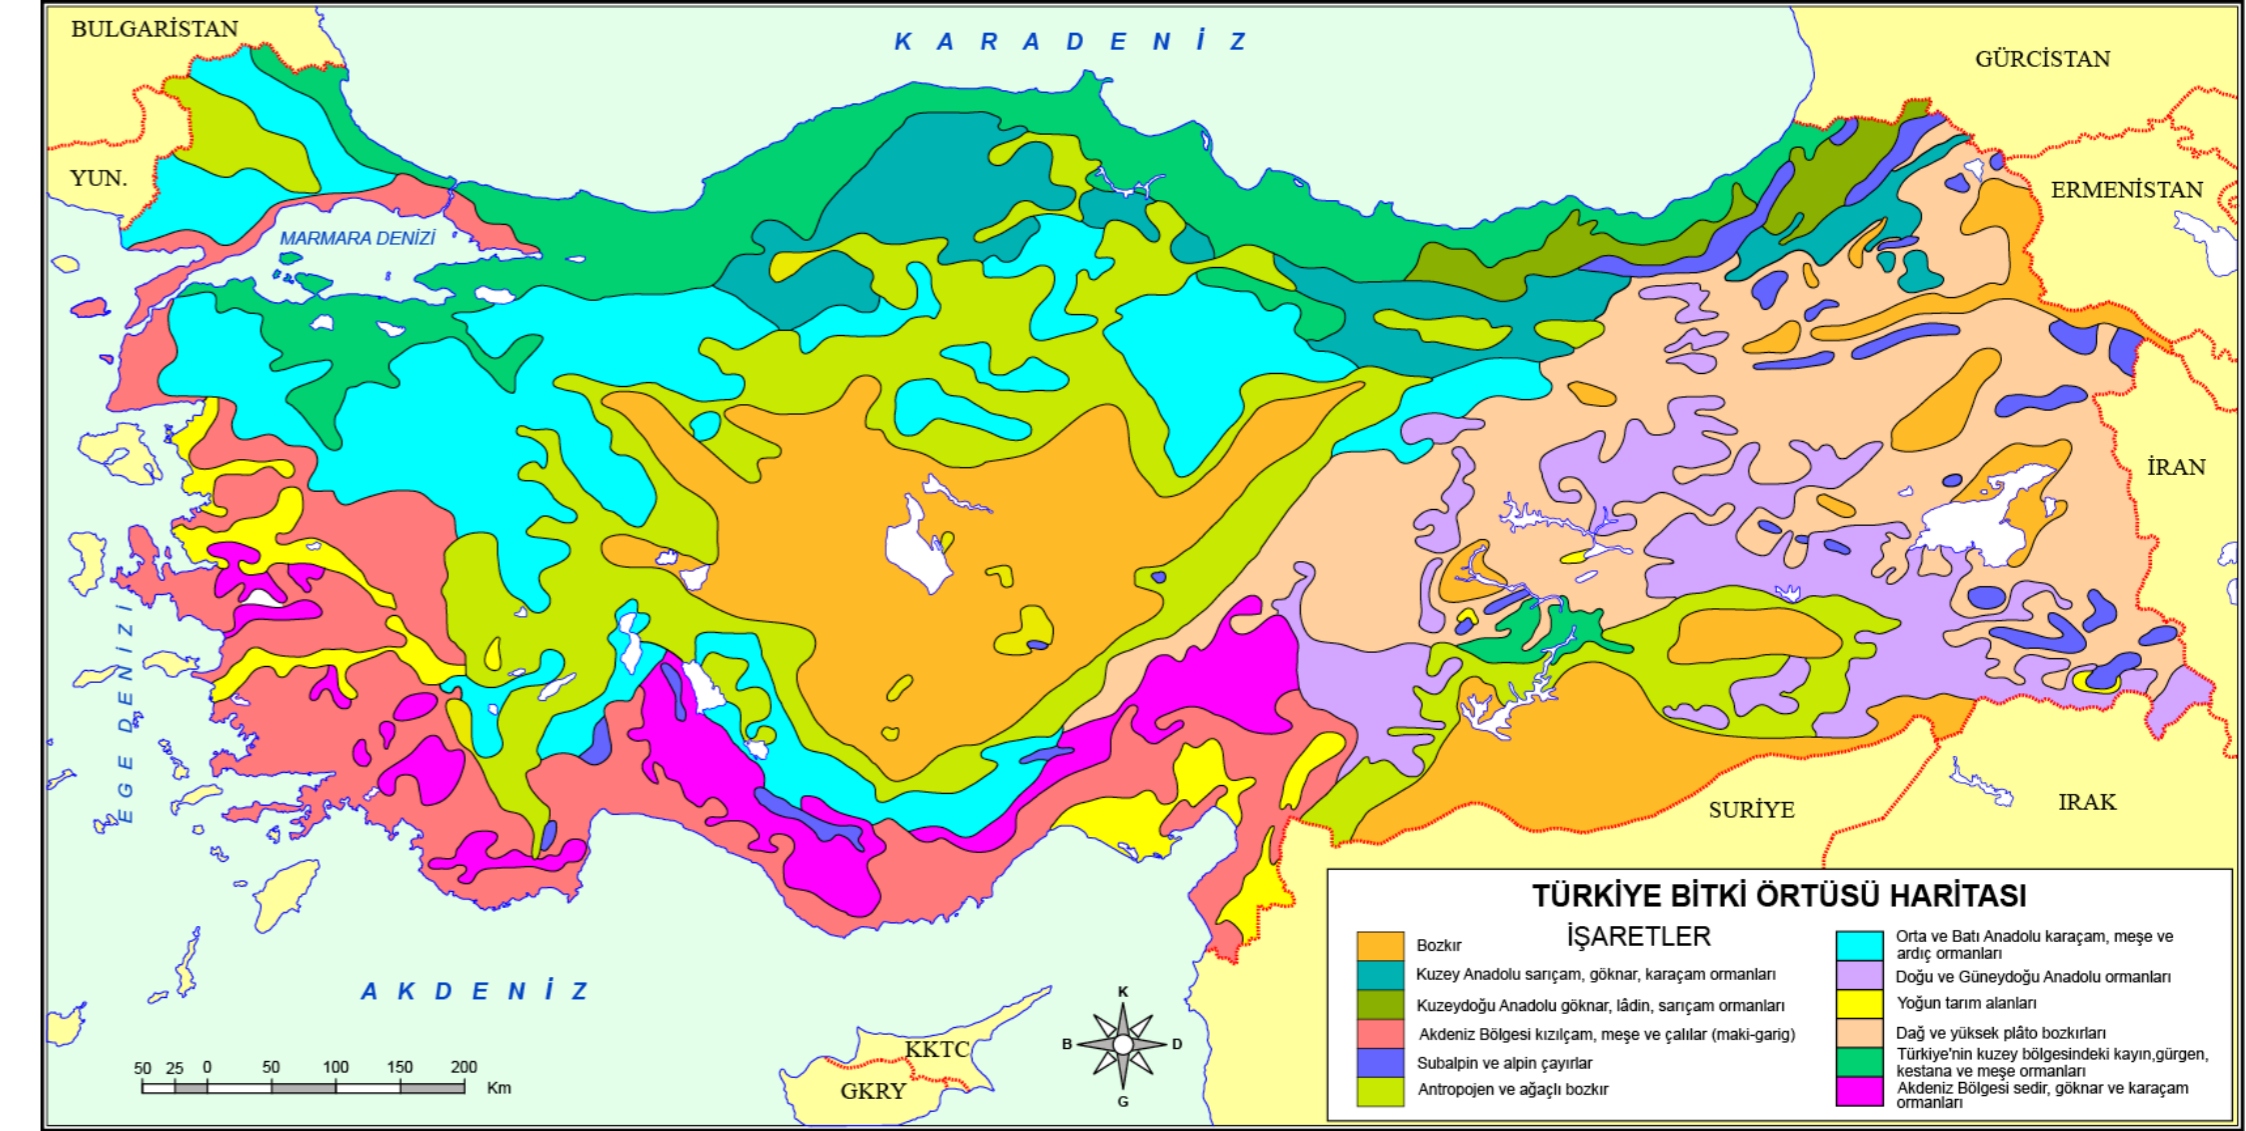 BULGARİSTAN
KARADENİZ
GÜRCİSTAN
YUN.
ERMENİSTAN
MARMARA DENİZİ
İRAN
EGE DENİZİ
SURİYE
IRAK
AKDENİZ
KKTC
GKRY
K
B
D
G
50 25 0 50 100 150 200
Km
TÜRKİYE BİTKİ ÖRTÜSÜ HARİTASI
İŞARETLER
Bozkır
Kuzey Anadolu sarıçam, göknar, karaçam ormanları
Kuzeydoğu Anadolu göknar, lâdin, sarıçam ormanları
Akdeniz Bölgesi kızılçam, meşe ve çalılar (maki-garig)
Subalpin ve alpin çayırlar
Antropojen ve ağaçlı bozkır
Orta ve Batı Anadolu karaçam, meşe ve
ardıç ormanları
Doğu ve Güneydoğu Anadolu ormanları
Yoğun tarım alanları
Dağ ve yüksek plâto bozkırları
Türkiye'nin kuzey bölgesindeki kayın,gürgen,
kestana ve meşe ormanları
Akdeniz Bölgesi sedir, göknar ve karaçam
ormanları